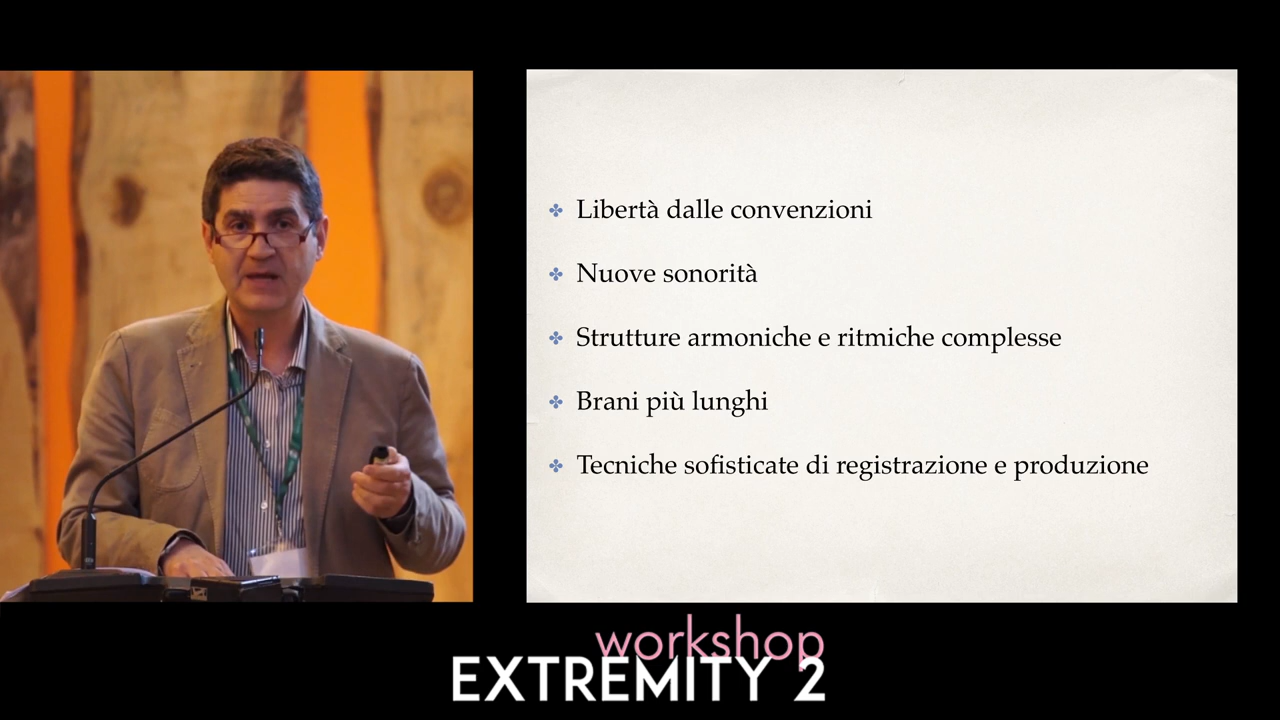 Libertà dalle convenzioni
Nuove sonorità
Strutture armoniche e ritmiche complesse
Brani più lunghi
Tecniche sofisticate di registrazione e produzione
workshop
EXTREMITY 2